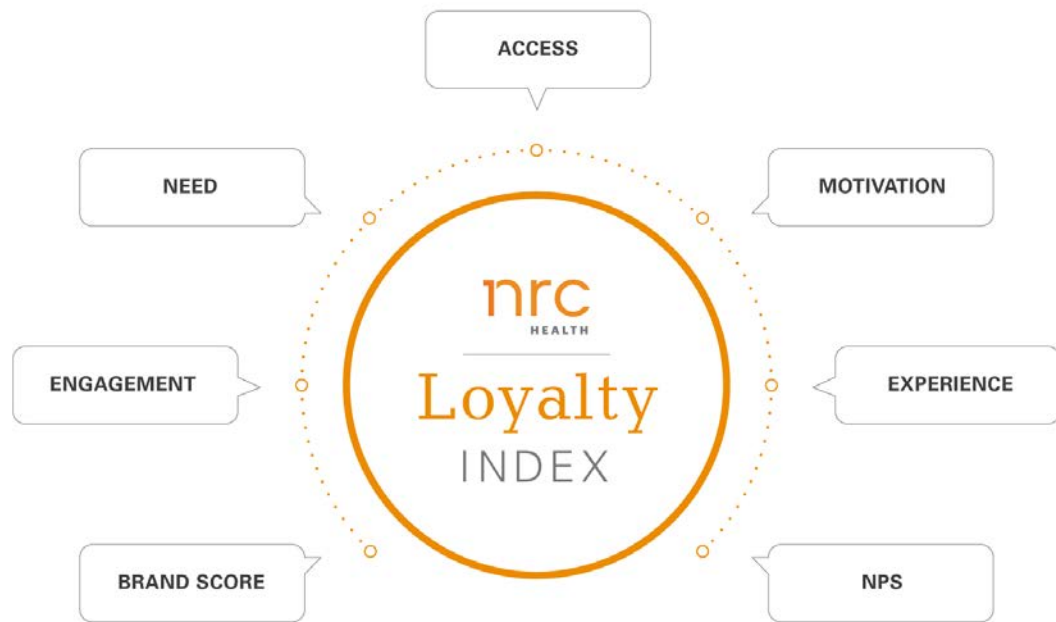 ACCESS
NEED
MOTIVATION
nrc
HEALTH
ENGAGEMENT
Loyalty
EXPERIENCE
INDEX
BRAND SCORE
NPS